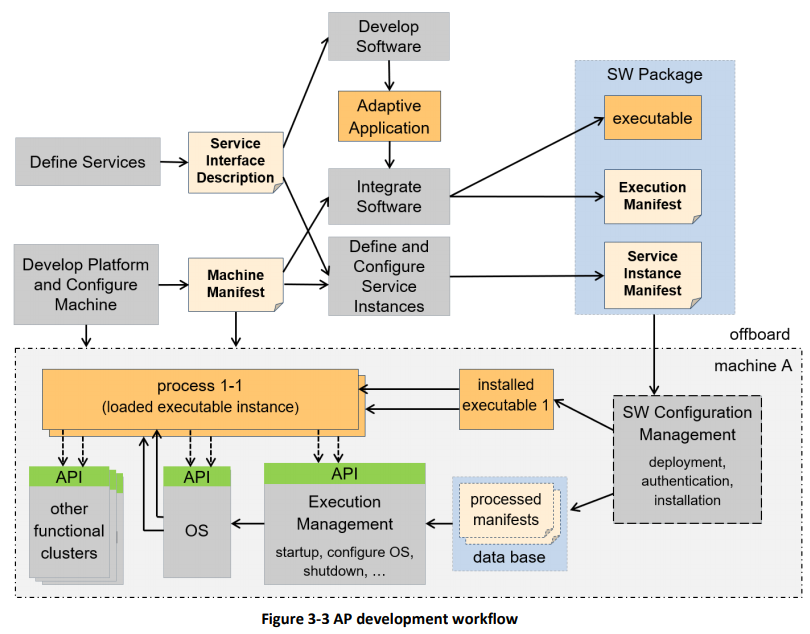 Develop
Software
SW Package
Adaptive
Application
executable
Define Services
Service
Interface
Description
Integrate
Software
Execution
Manifest
Develop Platform
and Configure
Machine
Machine
Manifest
Define and
Configure
Service
Instances
Service
Instance
Manifest
offboard
machine A
process 1-1
(loaded executable instance)
installed
executable 1
SW Configuration
Management
deployment,
authentication,
installation
API
other
functional
clusters
API
OS
API
Execution
Management
startup, configure OS,
shutdown, ...
processed
manifests
data base
Figure 3-3 AP development workflow